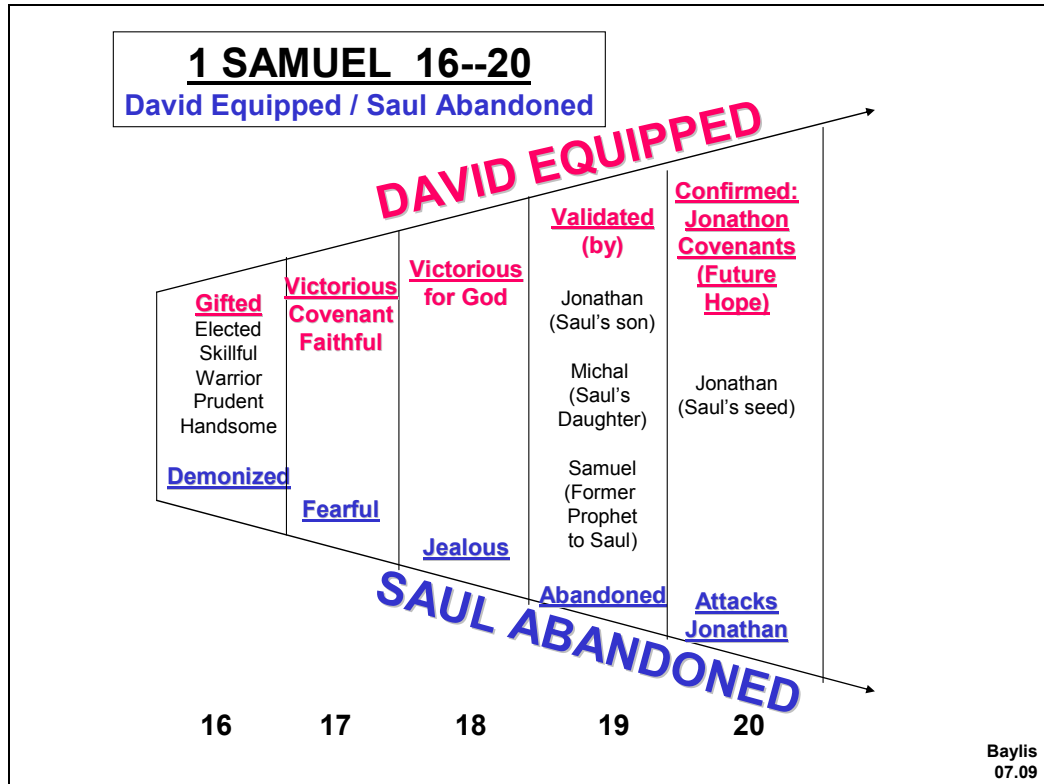 1 SAMUEL 16--20
David Equipped / Saul Abandoned
DAVID EQUIPPED
Gifted
Elected
Skillful
Warrior
Prudent
Handsome
Demonized
Victorious
Covenant
Faithful
Fearful
Victorious
for God
Jealous
Validated
(by)
Jonathan
(Saul's son)
Michal
(Saul's
Daughter)
Samuel
(Former
Prophet
to Saul)
Abandoned
Confirmed:
Jonathon
Covenants
(Future
Hope)
Jonathan
(Saul's seed)
Attacks
Jonathan
SAUL ABANDONED
16 17 18 19 20
Baylis
07.09